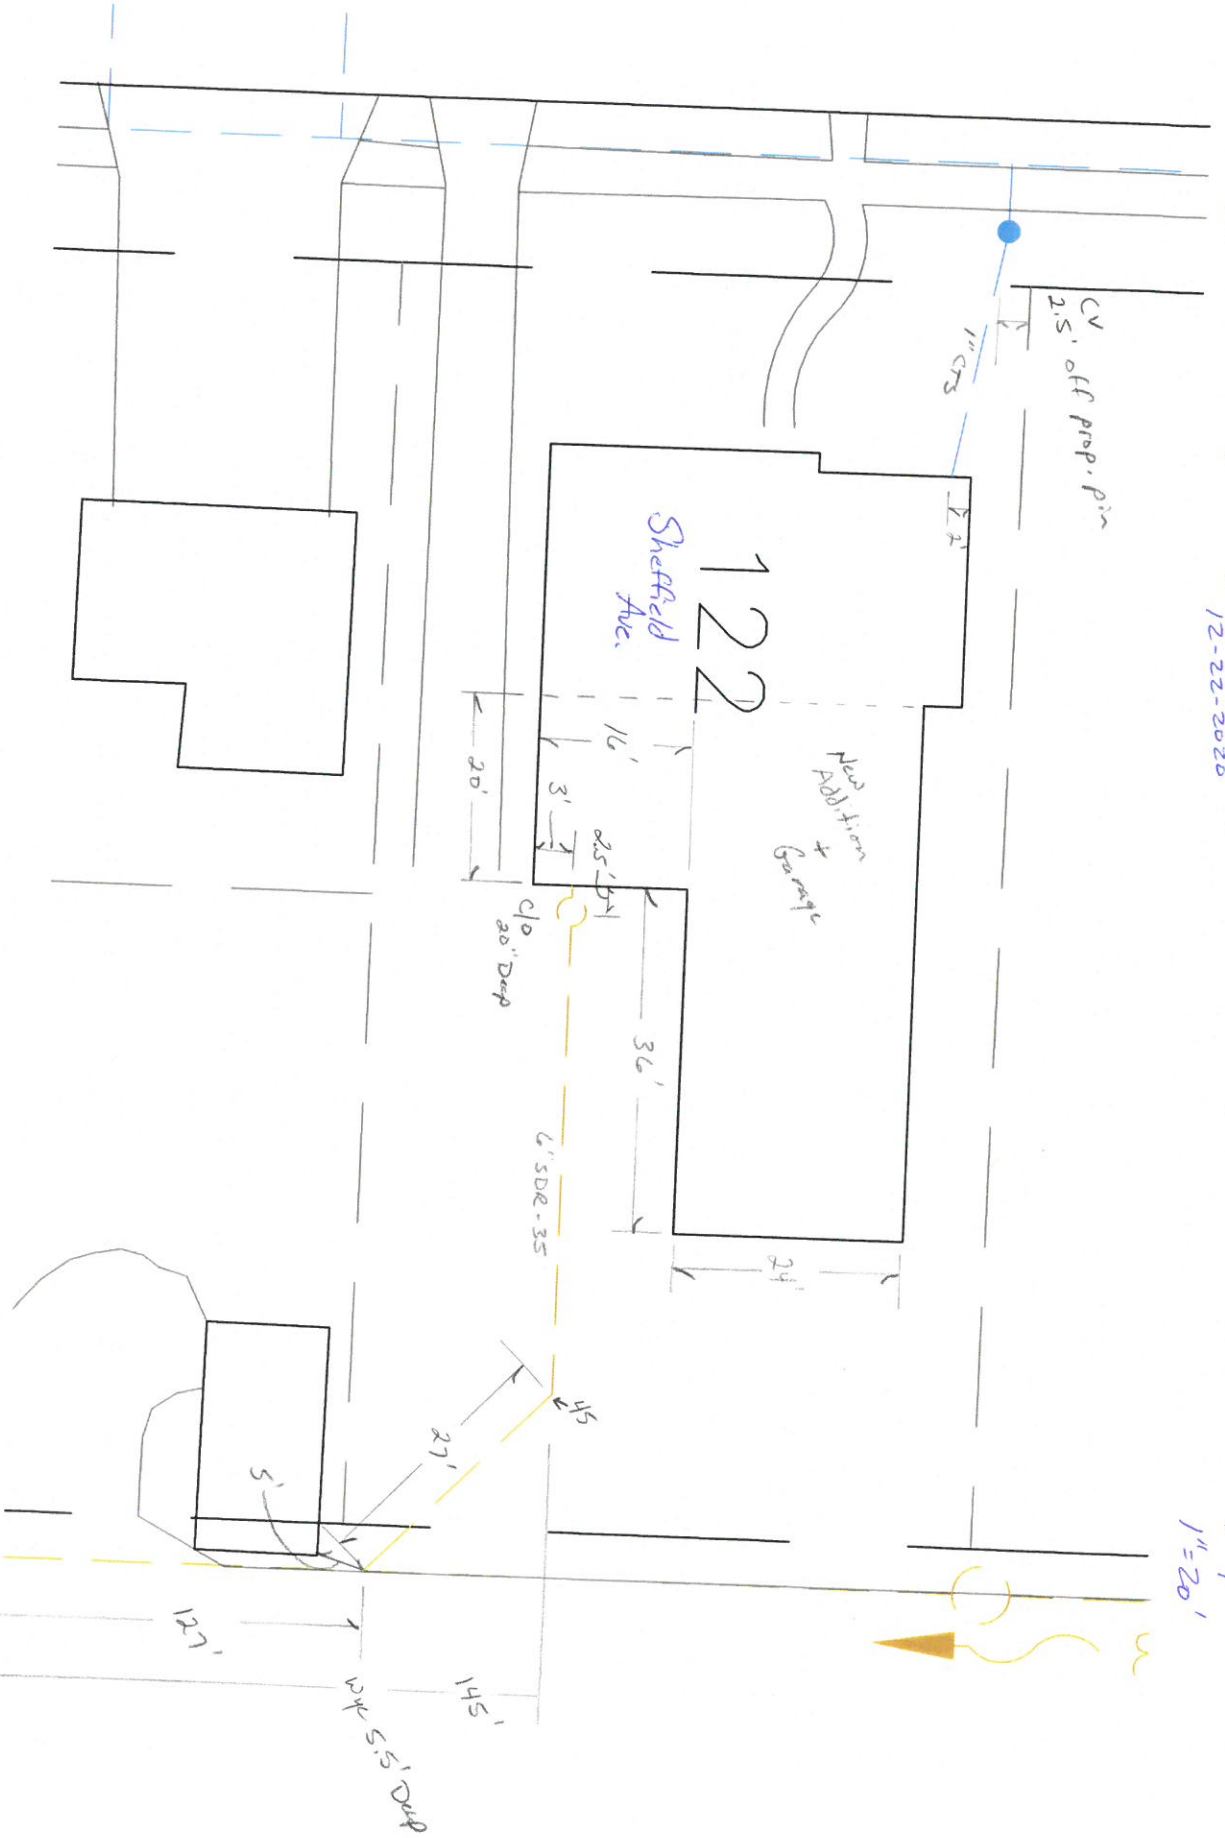 12-22-2020
1"=20'
CV
2.5' off prop. pin
1" CTS
2'
122
Sheffield
Ave.
New
Addition
+
Garage
16'
20'
3'
2.5'
c/o
20" Deep
36'
24'
6" SDR-35
45
27'
5'
127'
145'
Wye 5.5' Deep